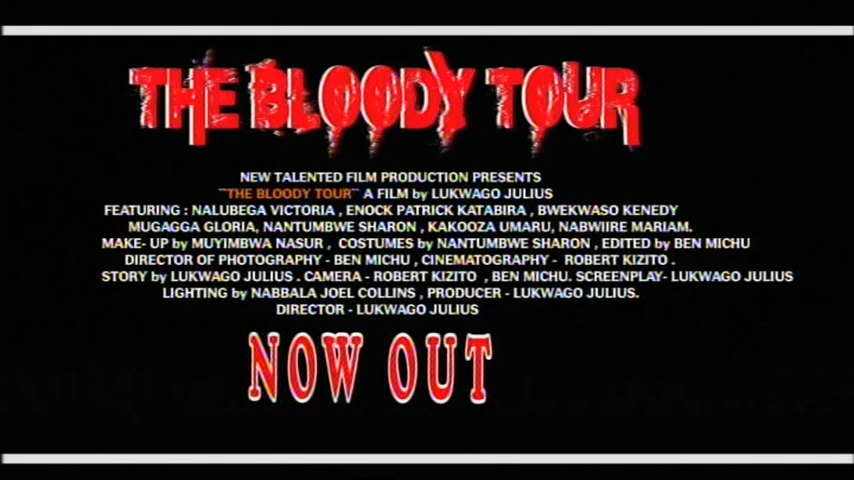 THE BLOODY TOUR
NEW TALENTED FILM PRODUCTION PRESENTS
¨THE BLOODY TOUR¨ A FILM by LUKWAGO JULIUS
FEATURING : NALUBEGA VICTORIA , ENOCK PATRICK KATABIRA , BWEKWASO KENEDY
MUGAGGA GLORIA, NANTUMBWE SHARON , KAKOOZA UMARU, NABWIIRE MARIAM.
MAKE- UP by MUYIMBWA NASUR , COSTUMES by NANTUMBWE SHARON , EDITED by BEN MICHU
DIRECTOR OF PHOTOGRAPHY - BEN MICHU , CINEMATOGRAPHY - ROBERT KIZITO .
STORY by LUKWAGO JULIUS . CAMERA - ROBERT KIZITO , BEN MICHU. SCREENPLAY- LUKWAGO JULIUS
LIGHTING by NABBALA JOEL COLLINS , PRODUCER - LUKWAGO JULIUS.
DIRECTOR - LUKWAGO JULIUS
NOW OUT